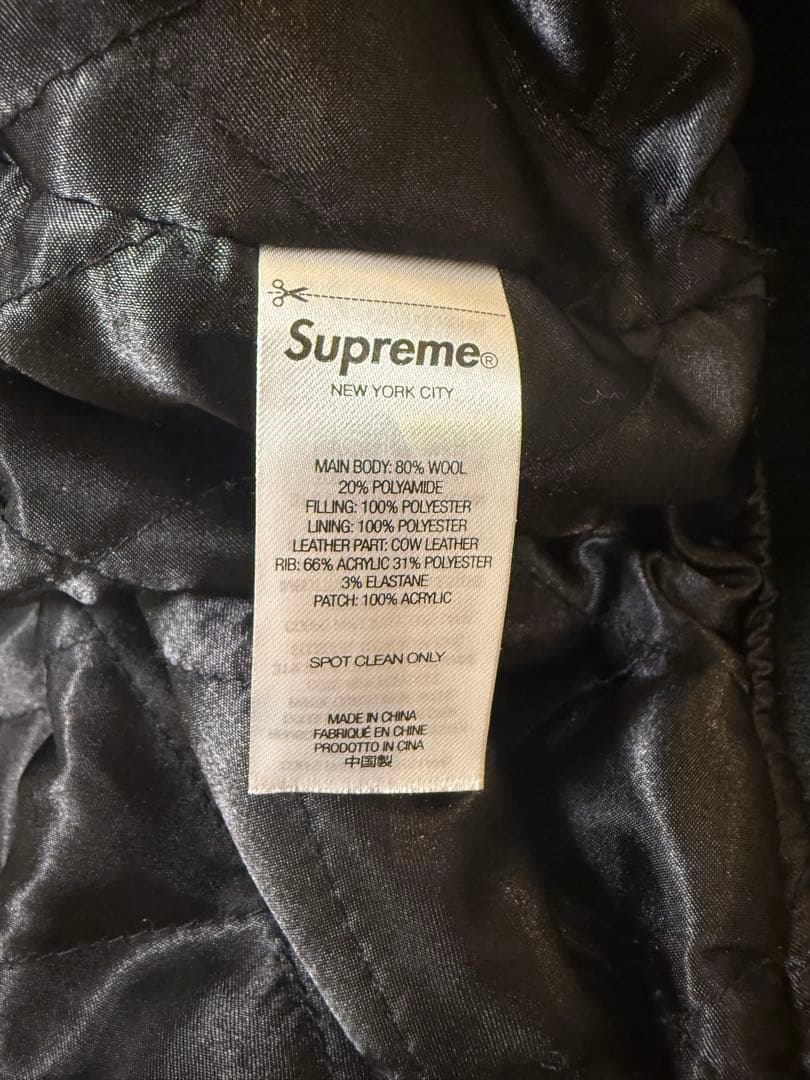 Supreme®
NEW YORK CITY
MAIN BODY: 80% WOOL
20% POLYAMIDE
FILLING: 100% POLYESTER
LINING: 100% POLYESTER
LEATHER PART: COW LEATHER
RIB: 66% ACRYLIC 31% POLYESTER
3% ELASTANE
PATCH: 100% ACRYLIC
SPOT CLEAN ONLY
MADE IN CHINA
FABRIQUÉ EN CHINE
PRODOTTO IN CINA
中国製